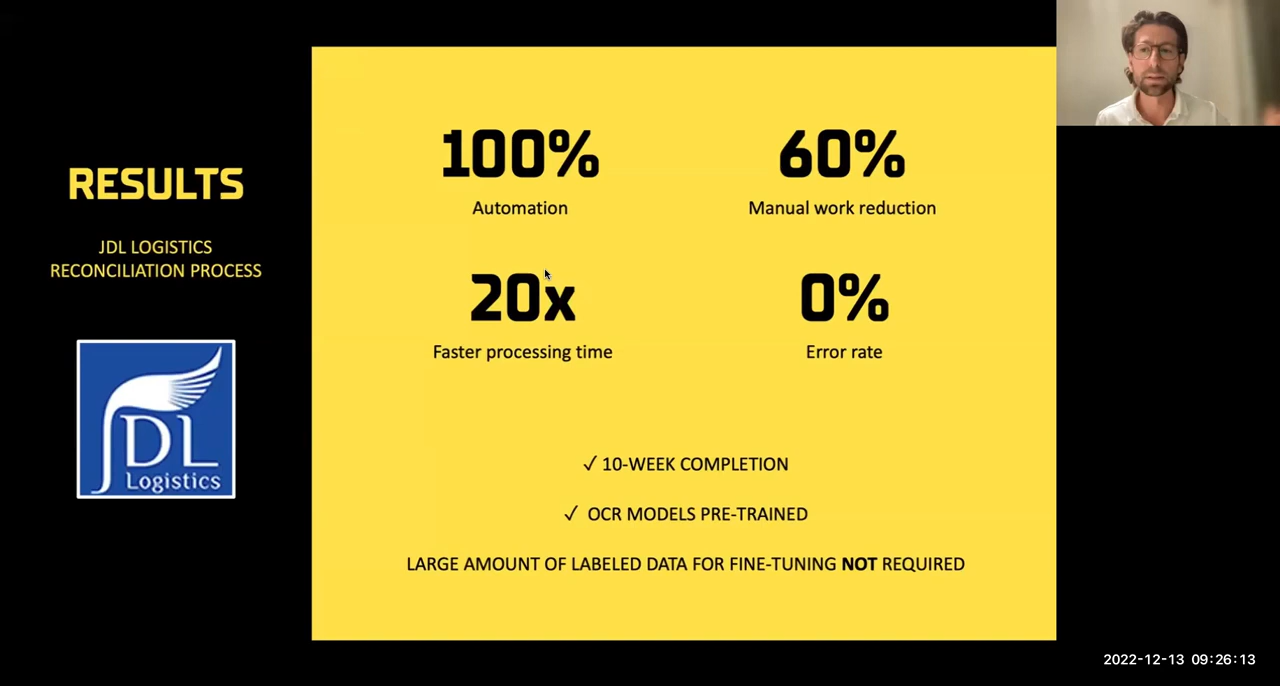 RESULTS
JDL LOGISTICS
RECONCILIATION PROCESS
JDL
Logistics
100%
Automation
60%
Manual work reduction
20x
Faster processing time
0%
Error rate
✓ 10-WEEK COMPLETION
✓ OCR MODELS PRE-TRAINED
LARGE AMOUNT OF LABELED DATA FOR FINE-TUNING NOT REQUIRED
2022-12-13 09:26:13